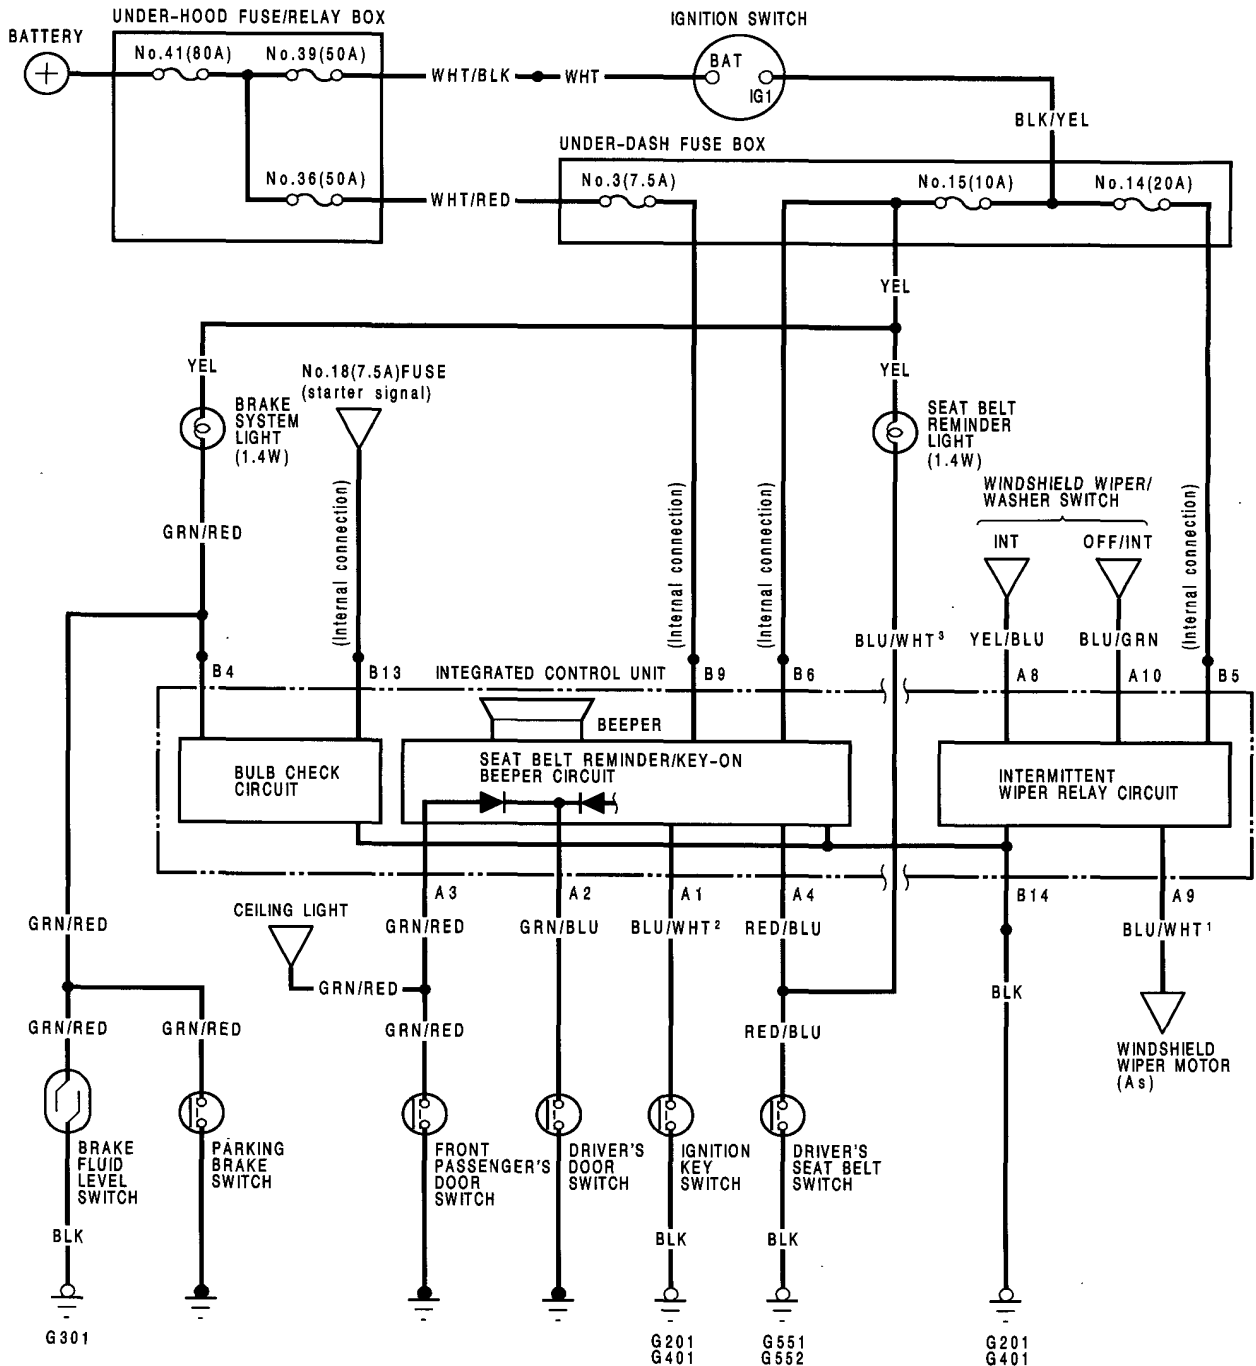 UNDER-HOOD FUSE/RELAY BOX
IGNITION SWITCH
BATTERY
No.41(80A)
No.39(50A)
WHT/BLK
WHT
BAT
IG1
BLK/YEL
UNDER-DASH FUSE BOX
No.36(50A)
WHT/RED
No.3(7.5A)
No.15(10A)
No.14(20A)
YEL
YEL
No.18(7.5A)FUSE
(starter signal)
YEL
BRAKE
SYSTEM
LIGHT
(1.4W)
SEAT BELT
REMINDER
LIGHT
(1.4W)
WINDSHIELD WIPER/
WASHER SWITCH
GRN/RED
(Internal connection)
(Internal connection)
(Internal connection)
INT
OFF/INT
(Internal connection)
BLU/WHT³
YEL/BLU
BLU/GRN
B4
B13
INTEGRATED CONTROL UNIT
B9
B6
A8
A10
B5
BEEPER
BULB CHECK
CIRCUIT
SEAT BELT REMINDER/KEY-ON
BEEPER CIRCUIT
INTERMITTENT
WIPER RELAY CIRCUIT
A3
A2
A1
A4
B14
A9
CEILING LIGHT
GRN/RED
GRN/RED
GRN/BLU
BLU/WHT²
RED/BLU
BLU/WHT¹
GRN/RED
BLK
GRN/RED
GRN/RED
GRN/RED
RED/BLU
WINDSHIELD
WIPER MOTOR
(As)
BRAKE
FLUID
LEVEL
SWITCH
PARKING
BRAKE
SWITCH
FRONT
PASSENGER'S
DOOR
SWITCH
DRIVER'S
DOOR
SWITCH
IGNITION
KEY
SWITCH
DRIVER'S
SEAT BELT
SWITCH
BLK
BLK
BLK
G301
G201
G401
G551
G552
G201
G401